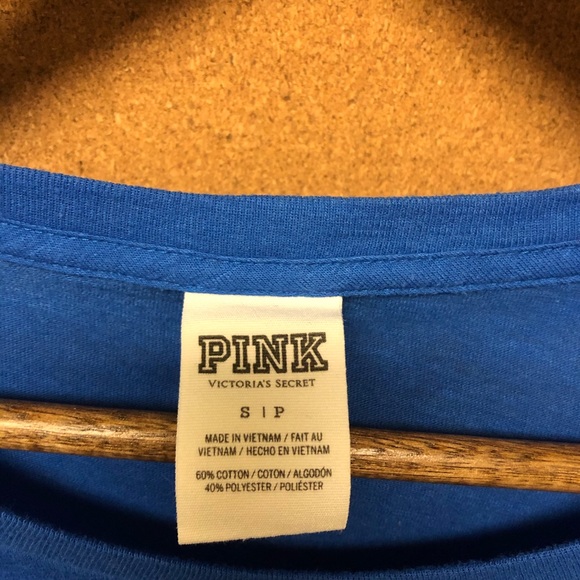 PINK
VICTORIA'S SECRET
S | P
MADE IN VIETNAM / FAIT AU
VIETNAM / HECHO EN VIETNAM
60% COTTON / COTON / ALGODÓN
40% POLYESTER / POLIÉSTER